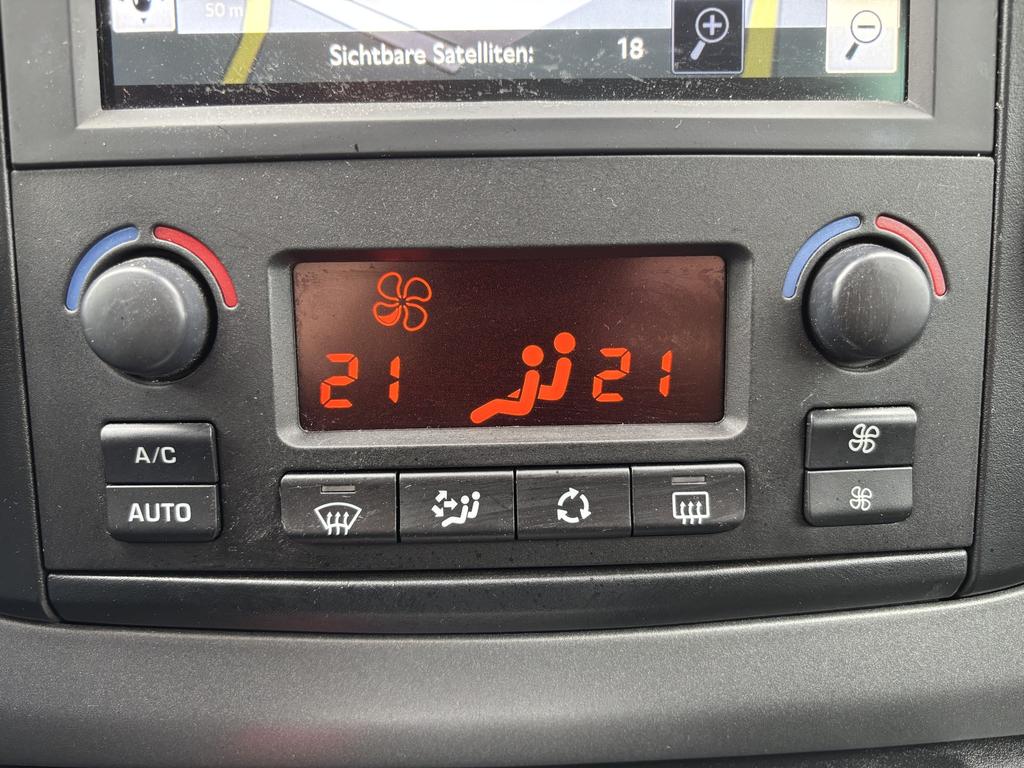 50 m
Sichtbare Satelliten: 18
21 21
A/C
AUTO